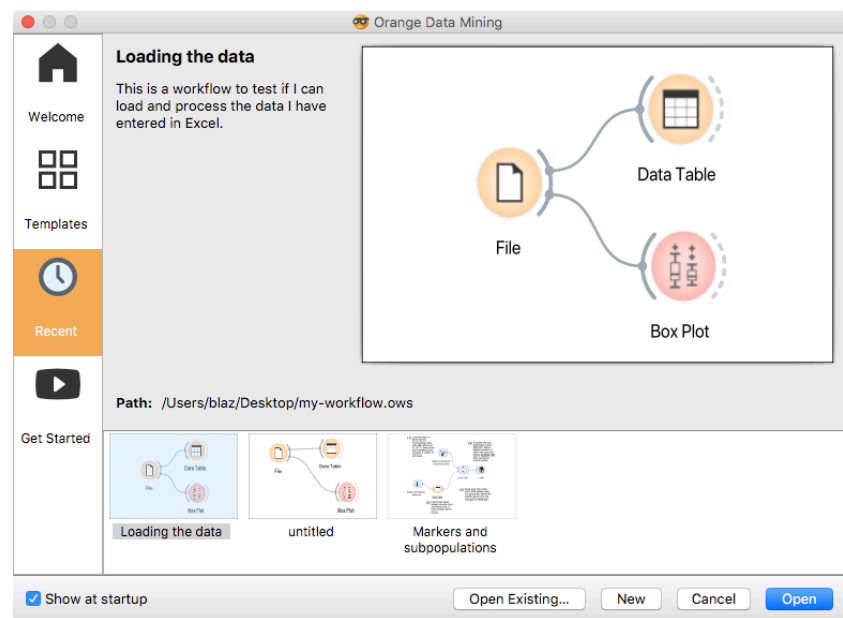 Orange Data Mining
Welcome
Templates
Recent
Get Started
Loading the data
This is a workflow to test if I can
load and process the data I have
entered in Excel.
File
Data Table
Box Plot
Path: /Users/blaz/Desktop/my-workflow.ows
File
Data Table
Box Plot
Loading the data
File
Data Table
Box Plot
untitled
Markers and
subpopulations
Show at startup
Open Existing...
New
Cancel
Open